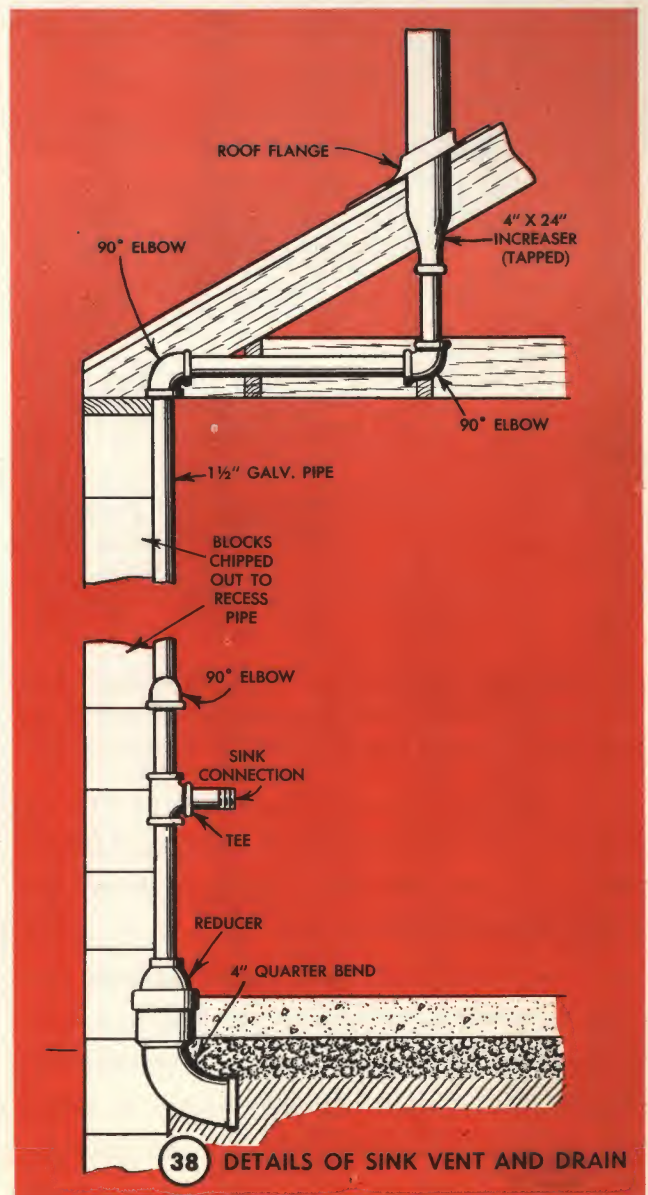 ROOF FLANGE
4" X 24"
INCREASER
(TAPPED)
90° ELBOW
90° ELBOW
1½" GALV. PIPE
BLOCKS
CHIPPED
OUT TO
RECESS
PIPE
90° ELBOW
SINK
CONNECTION
TEE
REDUCER
4" QUARTER BEND
38 DETAILS OF SINK VENT AND DRAIN